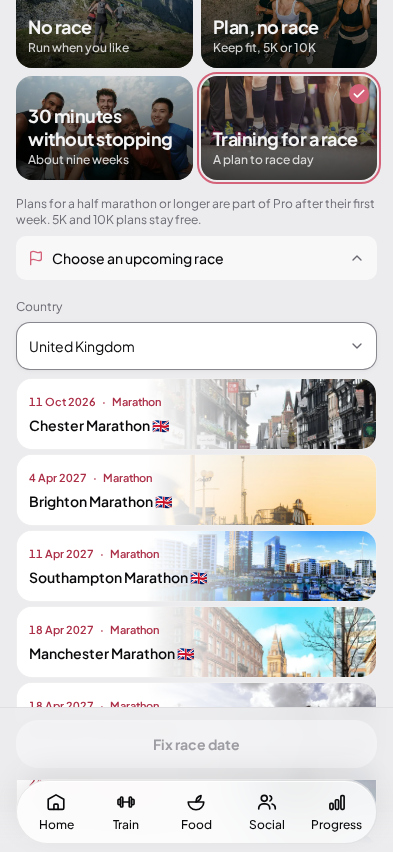 No race
Run when you like
Plan, no race
Keep fit, 5K or 10K
30 minutes
without stopping
About nine weeks
Training for a race
A plan to race day
Plans for a half marathon or longer are part of Pro after their first
week. 5K and 10K plans stay free.
Choose an upcoming race
Country
United Kingdom
11 Oct 2026 · Marathon
Chester Marathon 🇬🇧
4 Apr 2027 · Marathon
Brighton Marathon 🇬🇧
11 Apr 2027 · Marathon
Southampton Marathon 🇬🇧
18 Apr 2027 · Marathon
Manchester Marathon 🇬🇧
18 Apr 2027 · Marathon
Fix race date
Home
Train
Food
Social
Progress